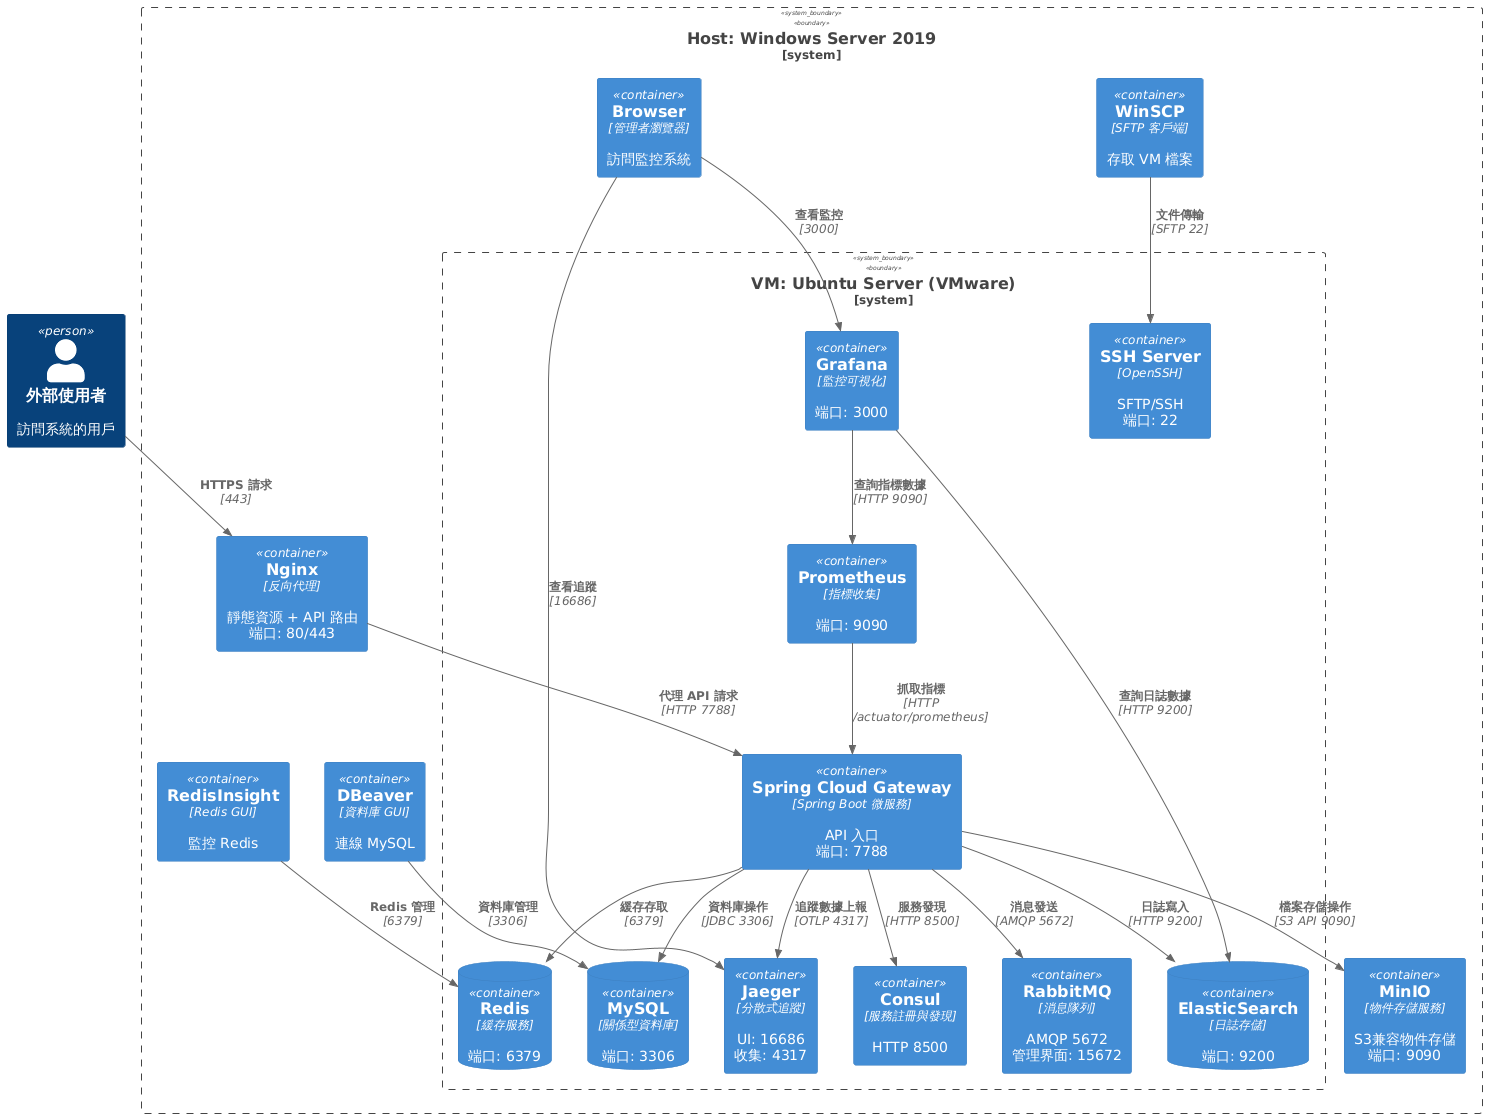 «system_boundary»
«boundary»
Host: Windows Server 2019
[system]
«container»
Browser
[管理者瀏覽器]
訪問監控系統
«container»
WinSCP
[SFTP 客戶端]
存取 VM 檔案
查看監控
[3000]
文件傳輸
[SFTP 22]
«system_boundary»
«boundary»
VM: Ubuntu Server (VMware)
[system]
«person»
外部使用者
訪問系統的用戶
«container»
Grafana
[監控可視化]
端口: 3000
«container»
SSH Server
[OpenSSH]
SFTP/SSH
端口: 22
HTTPS 請求
[443]
查詢指標數據
[HTTP 9090]
«container»
Nginx
[反向代理]
靜態資源 + API 路由
端口: 80/443
查看追蹤
[16686]
«container»
Prometheus
[指標收集]
端口: 9090
代理 API 請求
[HTTP 7788]
抓取指標
[HTTP
/actuator/prometheus]
查詢日誌數據
[HTTP 9200]
«container»
RedisInsight
[Redis GUI]
監控 Redis
«container»
DBeaver
[資料庫 GUI]
連線 MySQL
«container»
Spring Cloud Gateway
[Spring Boot 微服務]
API 入口
端口: 7788
Redis 管理
[6379]
資料庫管理
[3306]
緩存存取
[6379]
資料庫操作
[JDBC 3306]
追蹤數據上報
[OTLP 4317]
服務發現
[HTTP 8500]
消息發送
[AMQP 5672]
日誌寫入
[HTTP 9200]
檔案存儲操作
[S3 API 9090]
«container»
Redis
[緩存服務]
端口: 6379
«container»
MySQL
[關係型資料庫]
端口: 3306
«container»
Jaeger
[分散式追蹤]
UI: 16686
收集: 4317
«container»
Consul
[服務註冊與發現]
HTTP 8500
«container»
RabbitMQ
[消息隊列]
AMQP 5672
管理界面: 15672
«container»
ElasticSearch
[日誌存儲]
端口: 9200
«container»
MinIO
[物件存儲服務]
S3兼容物件存儲
端口: 9090